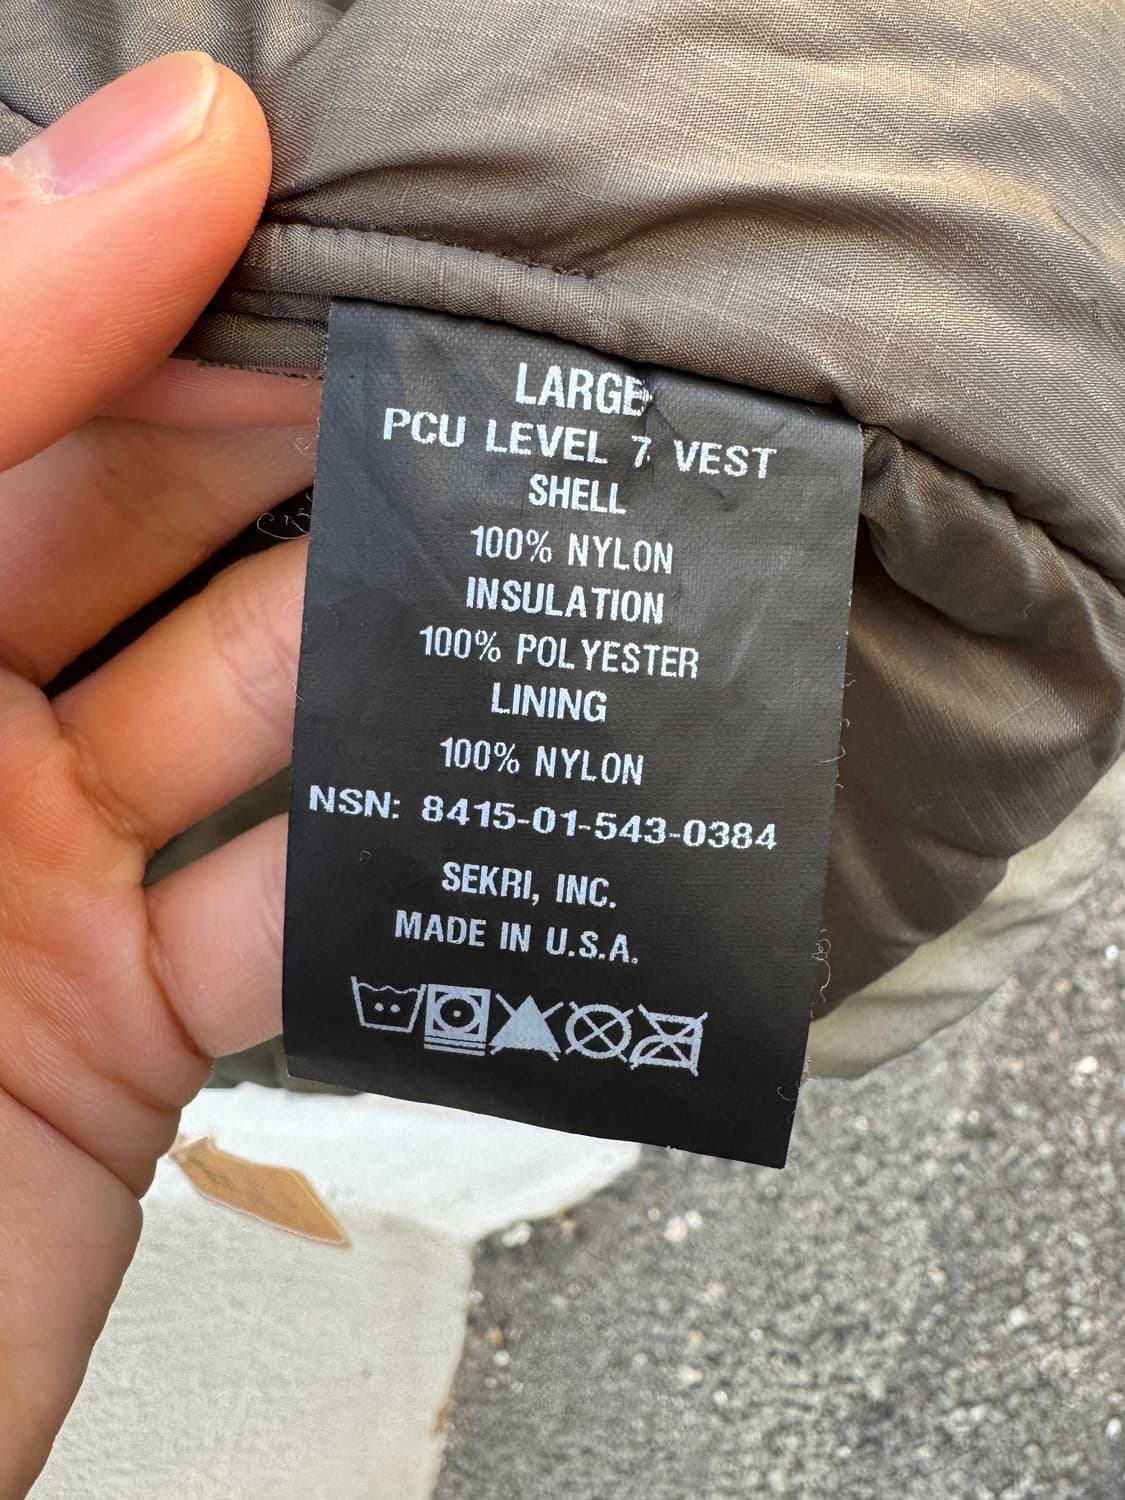 LARGE
PCU LEVEL 7 VEST
SHELL
100% NYLON
INSULATION
100% POLYESTER
LINING
100% NYLON
NSN: 8415-01-543-0384
SEKRI, INC.
MADE IN U.S.A.